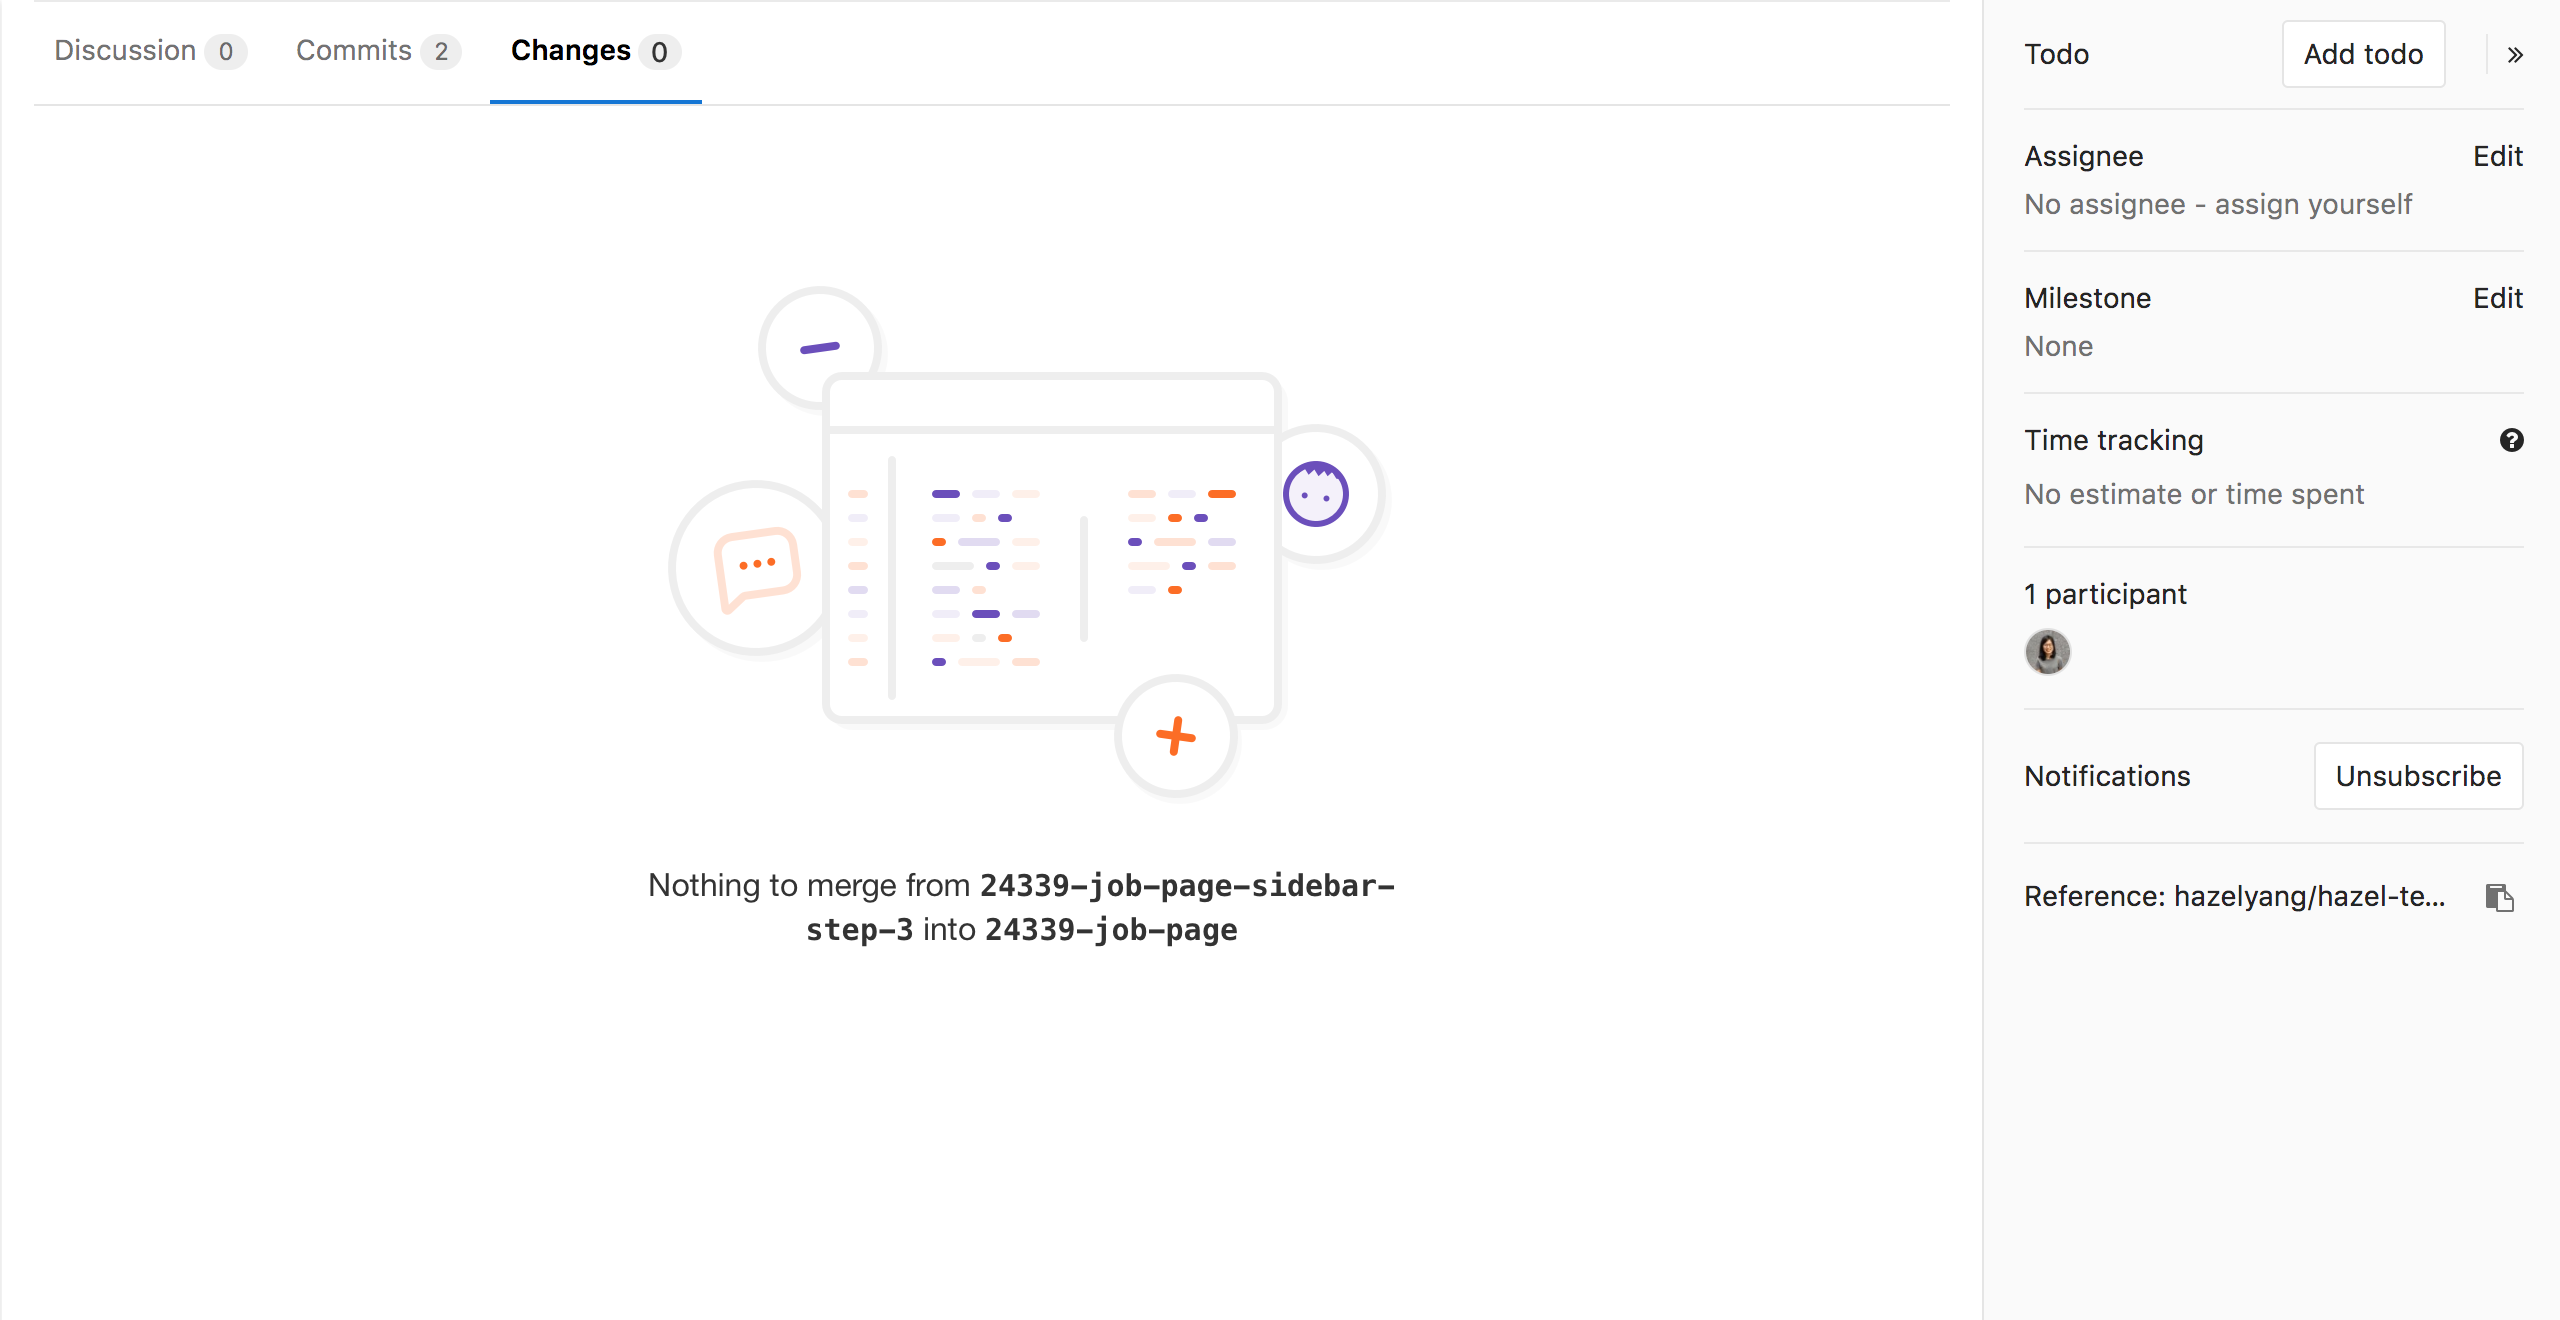 Discussion 0 Commits 2 Changes 0
Nothing to merge from 24339-job-page-sidebar-
step-3 into 24339-job-page
Todo Add todo »
Assignee Edit
No assignee - assign yourself
Milestone Edit
None
Time tracking ?
No estimate or time spent
1 participant
Notifications Unsubscribe
Reference: hazelyang/hazel-te...